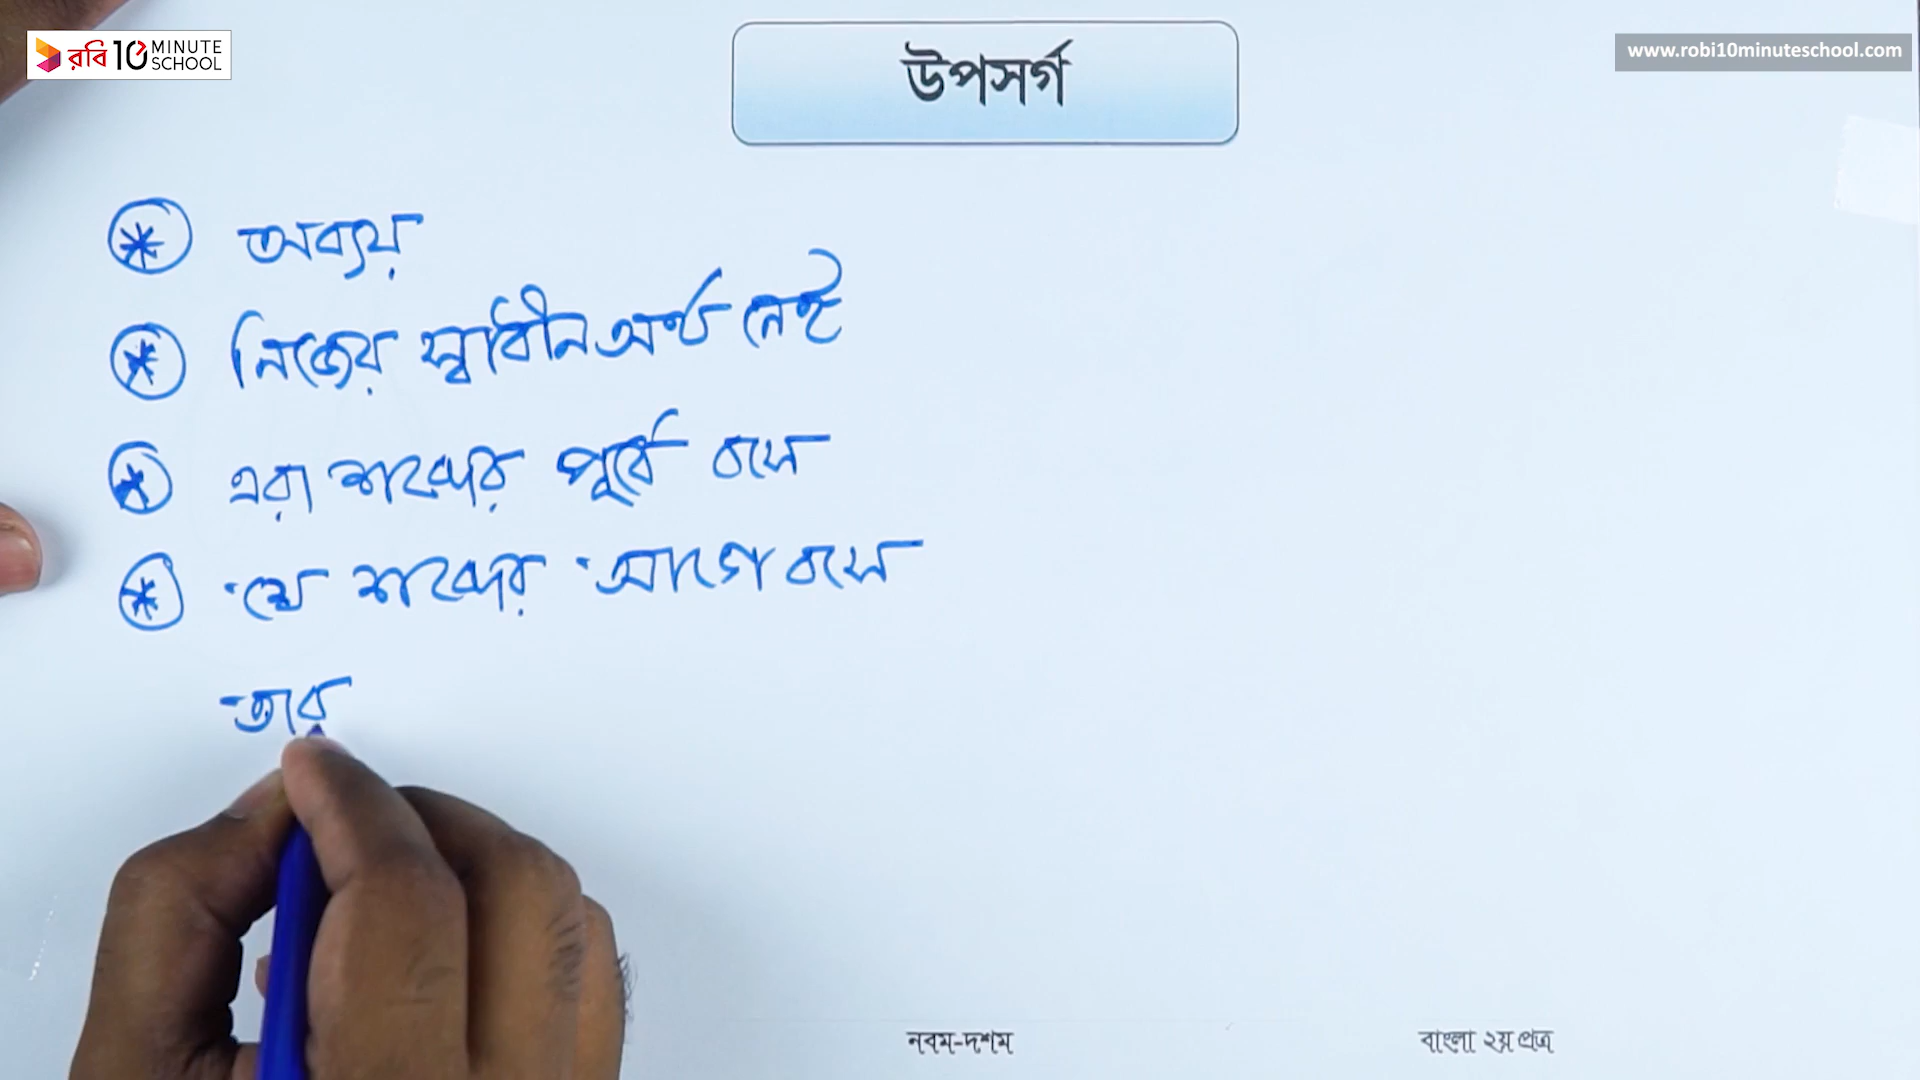 রবি 10 MINUTE SCHOOL
www.robi10minuteschool.com
উপসর্গ
অব্যয়
নিজের স্বাধীন অর্থ নেই
এরা শব্দের পূর্বে বসে
যে শব্দের আগে বসে
তার
নবম-দশম
বাংলা ২য় প্রত্র